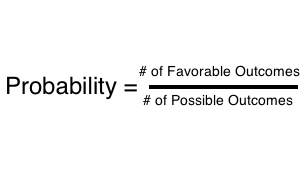 # of Favorable Outcomes
Probability =
# of Possible Outcomes